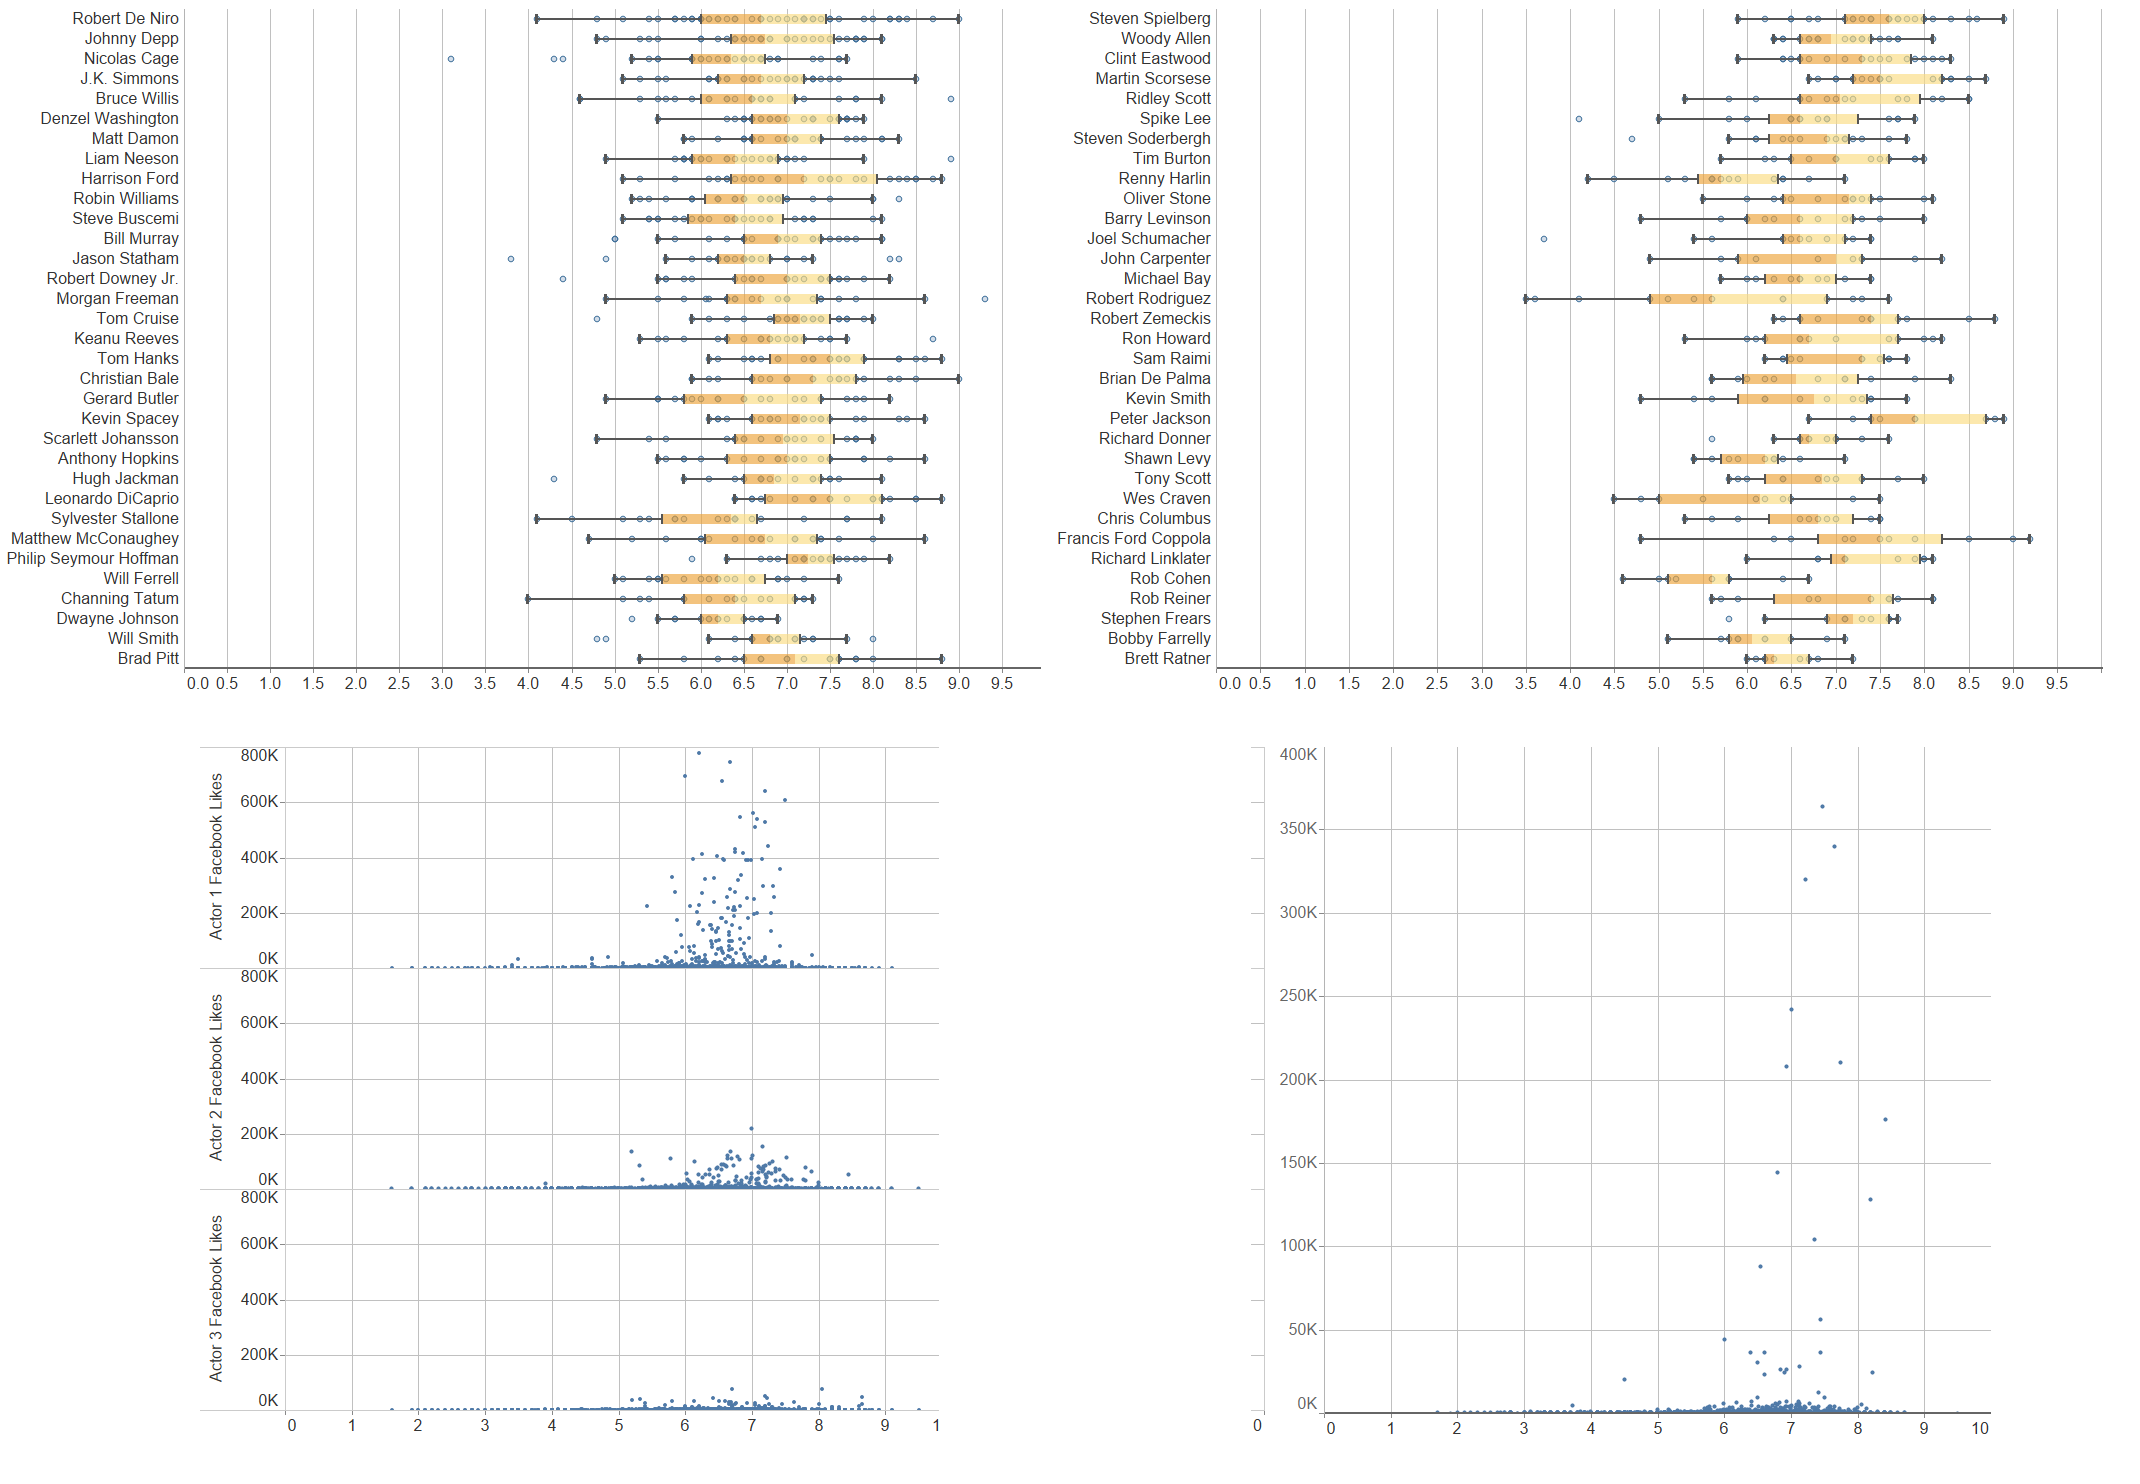 Robert De Niro
Johnny Depp
Nicolas Cage
J.K. Simmons
Bruce Willis
Denzel Washington
Matt Damon
Liam Neeson
Harrison Ford
Robin Williams
Steve Buscemi
Bill Murray
Jason Statham
Robert Downey Jr.
Morgan Freeman
Tom Cruise
Keanu Reeves
Tom Hanks
Christian Bale
Gerard Butler
Kevin Spacey
Scarlett Johansson
Anthony Hopkins
Hugh Jackman
Leonardo DiCaprio
Sylvester Stallone
Matthew McConaughey
Philip Seymour Hoffman
Will Ferrell
Channing Tatum
Dwayne Johnson
Will Smith
Brad Pitt
0.0 0.5 1.0 1.5 2.0 2.5 3.0 3.5 4.0 4.5 5.0 5.5 6.0 6.5 7.0 7.5 8.0 8.5 9.0 9.5
Steven Spielberg
Woody Allen
Clint Eastwood
Martin Scorsese
Ridley Scott
Spike Lee
Steven Soderbergh
Tim Burton
Renny Harlin
Oliver Stone
Barry Levinson
Joel Schumacher
John Carpenter
Michael Bay
Robert Rodriguez
Robert Zemeckis
Ron Howard
Sam Raimi
Brian De Palma
Kevin Smith
Peter Jackson
Richard Donner
Shawn Levy
Tony Scott
Wes Craven
Chris Columbus
Francis Ford Coppola
Richard Linklater
Rob Cohen
Rob Reiner
Stephen Frears
Bobby Farrelly
Brett Ratner
0.0 0.5 1.0 1.5 2.0 2.5 3.0 3.5 4.0 4.5 5.0 5.5 6.0 6.5 7.0 7.5 8.0 8.5 9.0 9.5
Actor 1 Facebook Likes
800K
600K
400K
200K
0K
Actor 2 Facebook Likes
800K
600K
400K
200K
0K
Actor 3 Facebook Likes
800K
600K
400K
200K
0K
0 1 2 3 4 5 6 7 8 9 1
0
400K
350K
300K
250K
200K
150K
100K
50K
0K
0 1 2 3 4 5 6 7 8 9 10